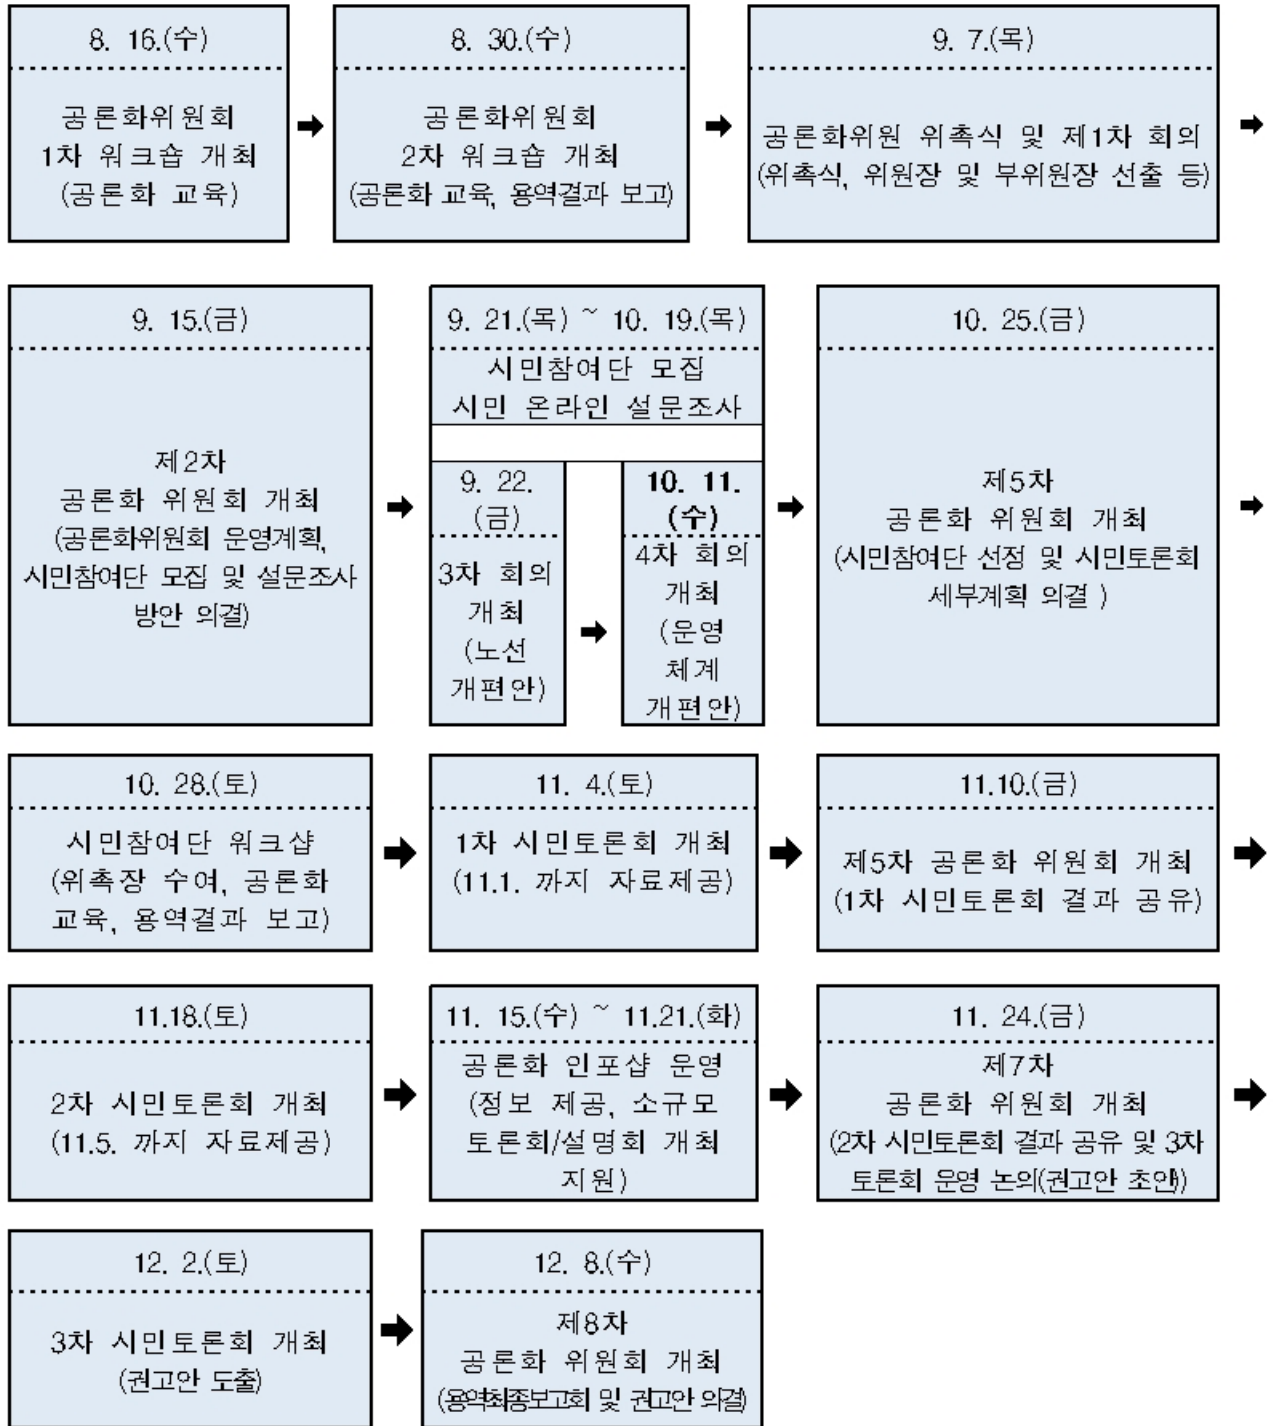 8. 16.(수)
공론화위원회
1차 워크숍 개최
(공론화 교육)
8. 30.(수)
공론화위원회
2차 워크숍 개최
(공론화 교육, 용역결과 보고)
9. 7.(목)
공론화위원 위촉식 및 제1차 회의
(위촉식, 위원장 및 부위원장 선출 등)
9. 15.(금)
제2차
공론화 위원회 개최
(공론화위원회 운영계획,
시민참여단 모집 및 설문조사
방안 의결)
9. 21.(목) ~ 10. 19.(목)
시민참여단 모집
시민 온라인 설문조사
9. 22.
(금)
3차 회의
개최
(노선
개편안)
10. 11.
(수)
4차 회의
개최
(운영
체계
개편안)
10. 25.(금)
제5차
공론화 위원회 개최
(시민참여단 선정 및 시민토론회
세부계획 의결 )
10. 28.(토)
시민참여단 워크샵
(위촉장 수여, 공론화
교육, 용역결과 보고)
11. 4.(토)
1차 시민토론회 개최
(11.1. 까지 자료제공)
11.10.(금)
제5차 공론화 위원회 개최
(1차 시민토론회 결과 공유)
11.18.(토)
2차 시민토론회 개최
(11.5. 까지 자료제공)
11. 15.(수) ~ 11.21.(화)
공론화 인포샵 운영
(정보 제공, 소규모
토론회/설명회 개최
지원)
11. 24.(금)
제7차
공론화 위원회 개최
(2차 시민토론회 결과 공유 및 3차
토론회 운영 논의(권고안 초안))
12. 2.(토)
3차 시민토론회 개최
(권고안 도출)
12. 8.(수)
제8차
공론화 위원회 개최
(용역최종보고회 및 권고안 의결)